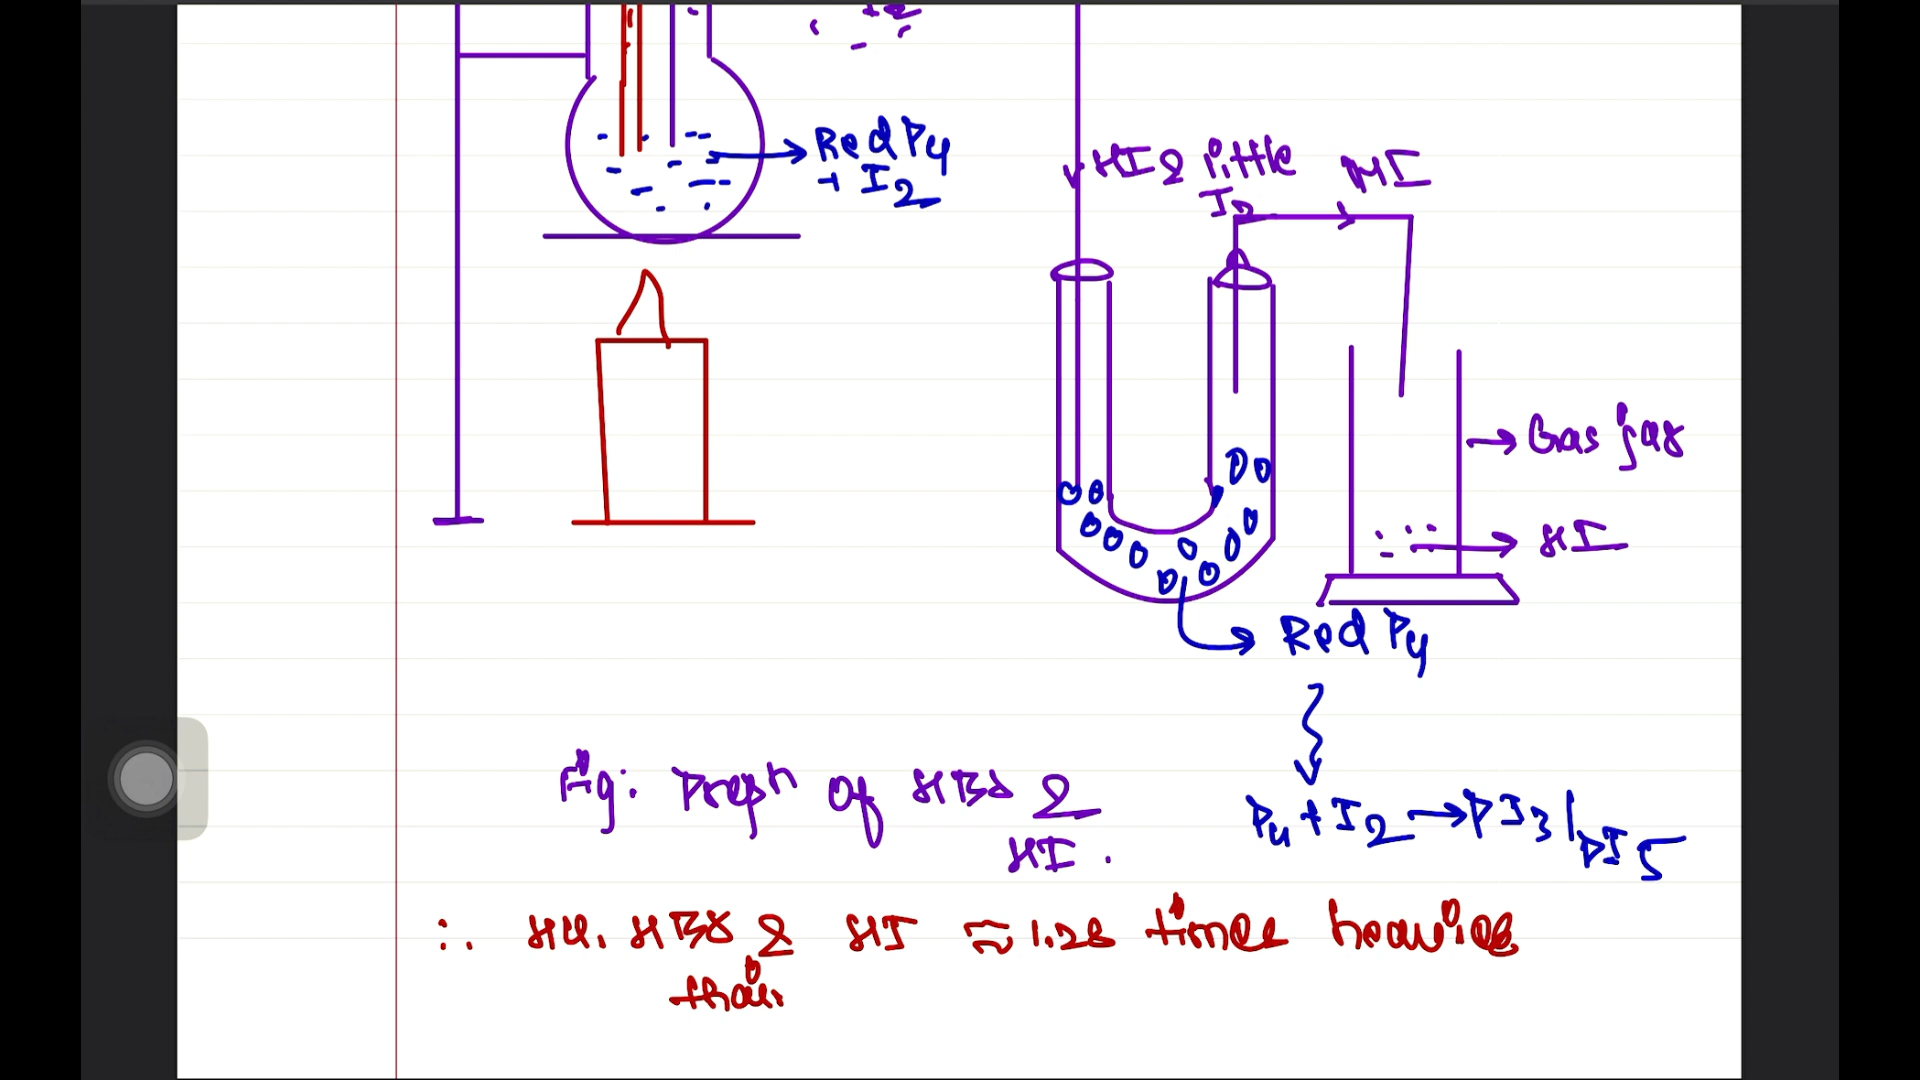 Red P4
+ I2
HI & little
I2
HI
Gas jar
HI
Red P4
P4 + I2 → PI3 | PI5
Fig: Prepn of HBr &
HI.
∴ HCl, HBr & HI ≈ 1.28 times heavier
than